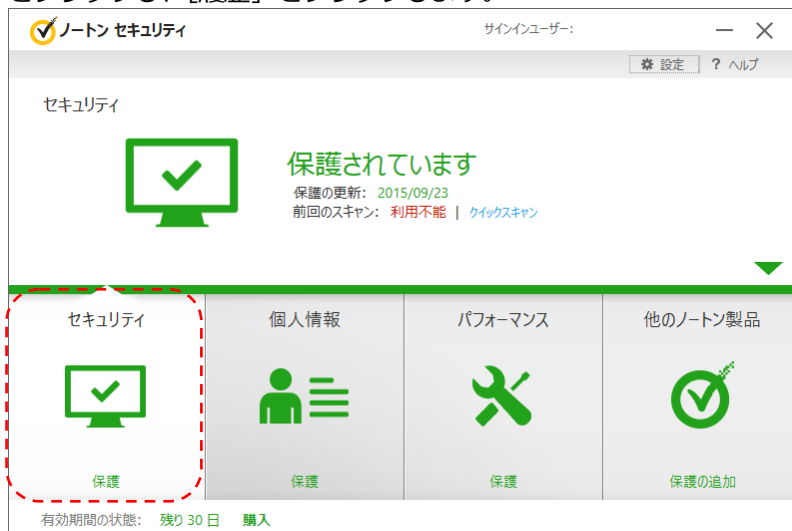 ノートン セキュリティ
サインインユーザー:
設定 ? ヘルプ
セキュリティ
保護されています
保護の更新: 2015/09/23
前回のスキャン: 利用不能 | クイックスキャン
セキュリティ 個人情報 パフォーマンス 他のノートン製品
保護 保護 保護 保護の追加
有効期間の状態: 残り 30 日 購入